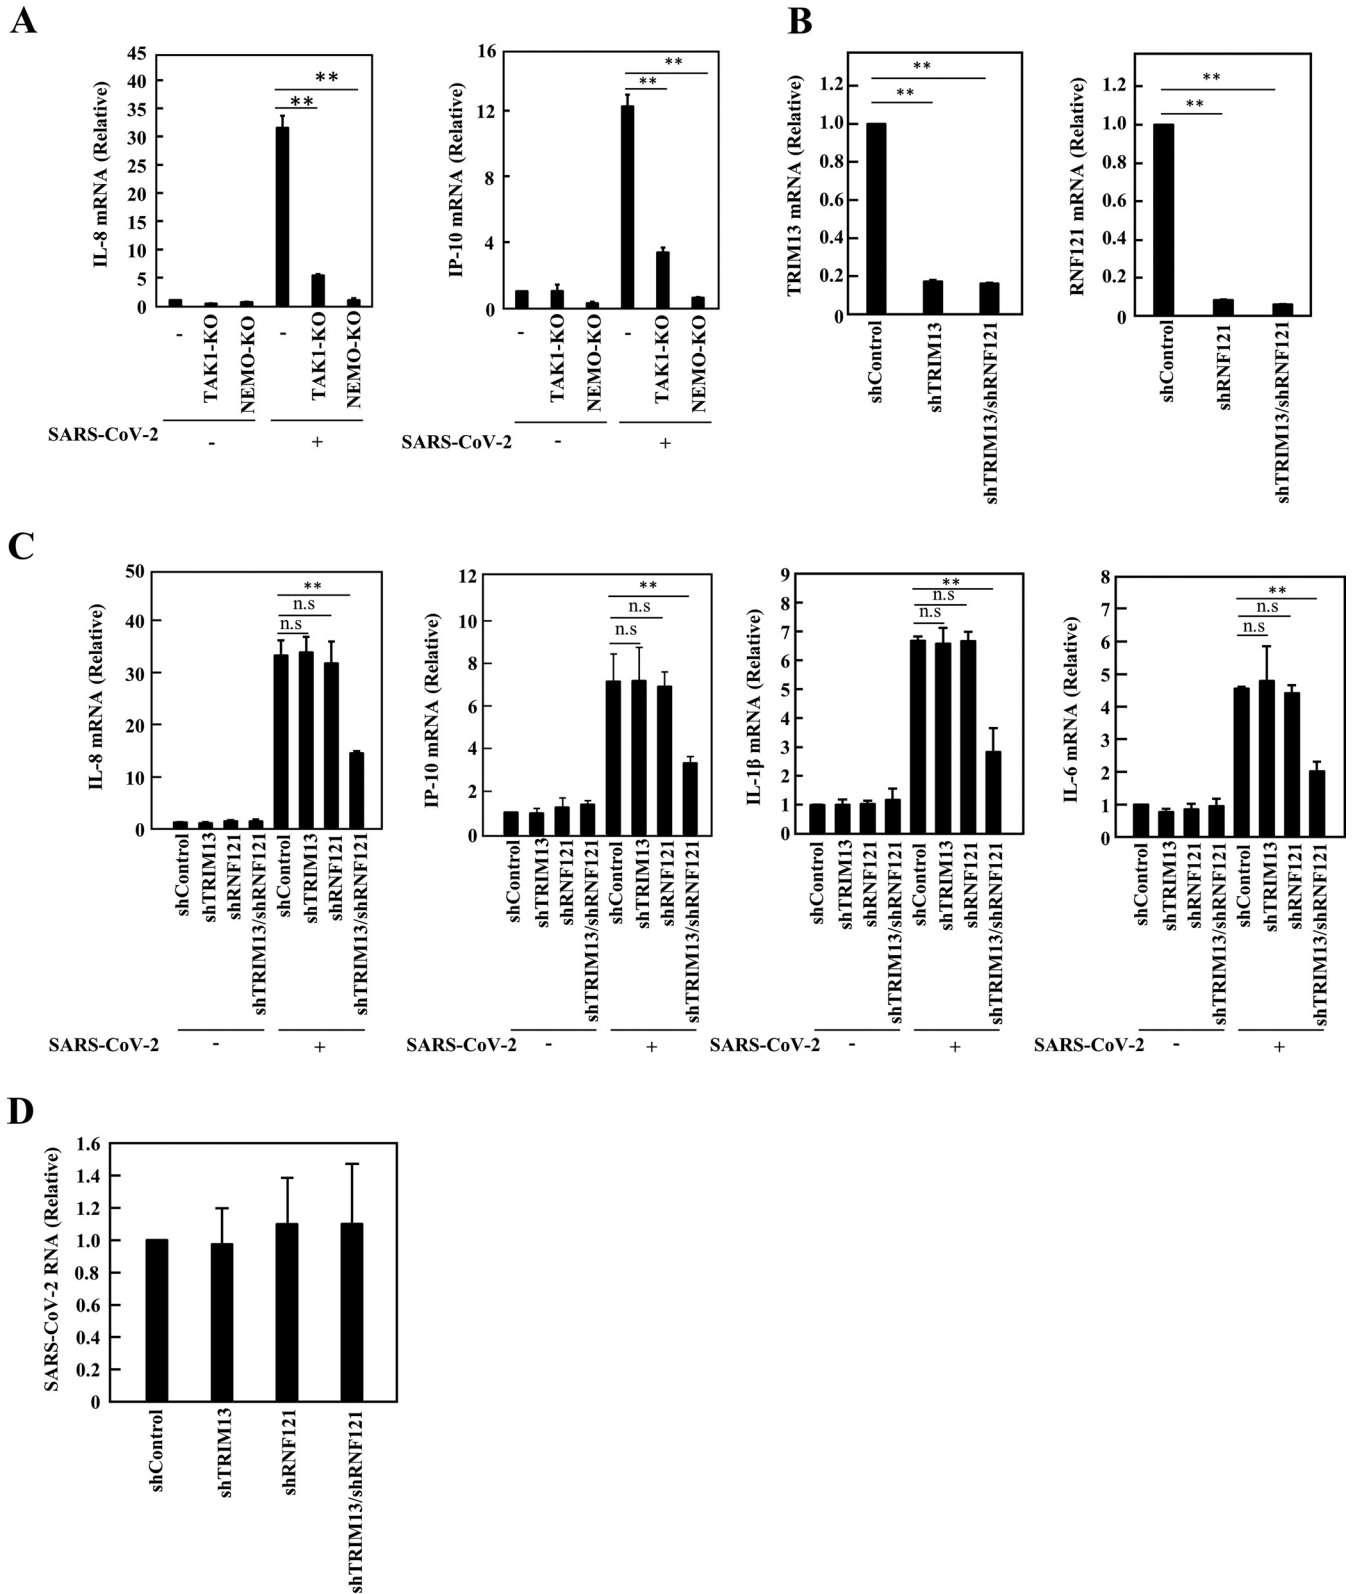 A
IL-8 mRNA (Relative)
45
40
35
30
25
20
15
10
5
0
**
**
-
TAK1-KO
NEMO-KO
-
TAK1-KO
NEMO-KO
SARS-CoV-2
-
+
IP-10 mRNA (Relative)
16
12
8
4
0
**
**
-
TAK1-KO
NEMO-KO
-
TAK1-KO
NEMO-KO
SARS-CoV-2
-
+
B
TRIM13 mRNA (Relative)
1.2
1.0
0.8
0.6
0.4
0.2
0
**
**
shControl
shTRIM13
shTRIM13/shRNF121
RNF121 mRNA (Relative)
1.2
1.0
0.8
0.6
0.4
0.2
0
**
**
shControl
shRNF121
shTRIM13/shRNF121
C
IL-8 mRNA (Relative)
50
40
30
20
10
0
**
n.s
n.s
shControl
shTRIM13
shRNF121
shTRIM13/shRNF121
shControl
shTRIM13
shRNF121
shTRIM13/shRNF121
SARS-CoV-2
-
+
IP-10 mRNA (Relative)
12
10
8
6
4
2
0
**
n.s
n.s
shControl
shTRIM13
shRNF121
shTRIM13/shRNF121
shControl
shTRIM13
shRNF121
shTRIM13/shRNF121
SARS-CoV-2
-
+
IL-1β mRNA (Relative)
9
8
7
6
5
4
3
2
1
0
**
n.s
n.s
shControl
shTRIM13
shRNF121
shTRIM13/shRNF121
shControl
shTRIM13
shRNF121
shTRIM13/shRNF121
SARS-CoV-2
-
+
IL-6 mRNA (Relative)
8
7
6
5
4
3
2
1
0
**
n.s
n.s
shControl
shTRIM13
shRNF121
shTRIM13/shRNF121
shControl
shTRIM13
shRNF121
shTRIM13/shRNF121
SARS-CoV-2
-
+
D
SARS-CoV-2 RNA (Relative)
1.6
1.4
1.2
1.0
0.8
0.6
0.4
0.2
0
shControl
shTRIM13
shRNF121
shTRIM13/shRNF121